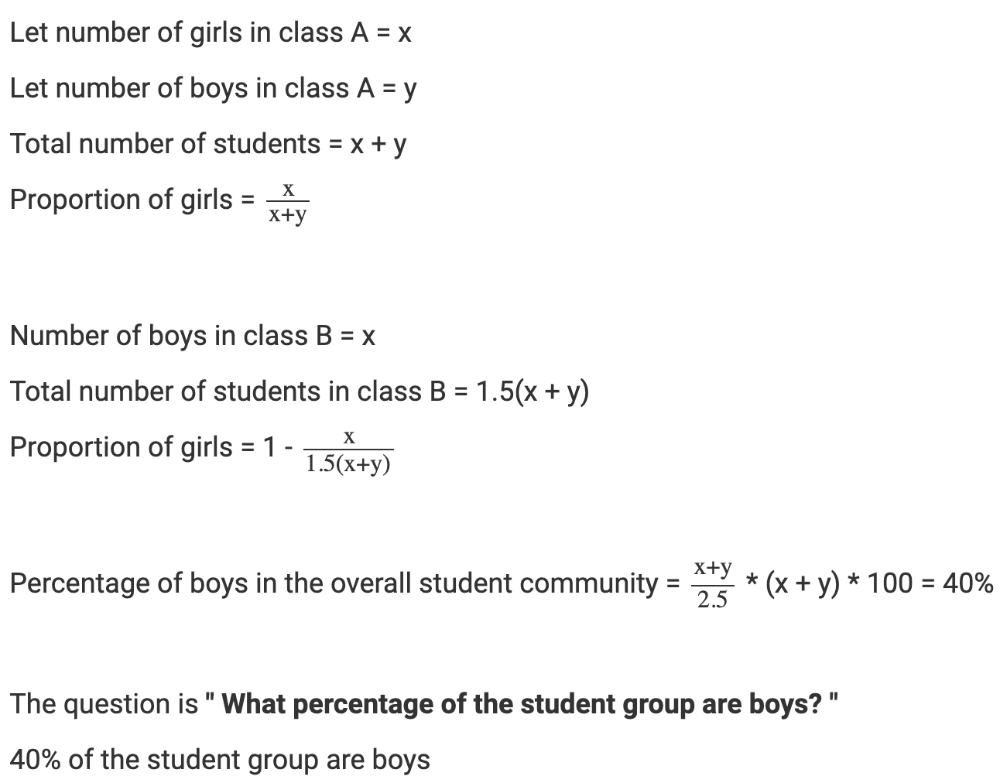 Let number of girls in class A = x
Let number of boys in class A = y
Total number of students = x + y
Proportion of girls = x/x+y
Number of boys in class B = x
Total number of students in class B = 1.5(x + y)
Proportion of girls = 1 - x/1.5(x+y)
Percentage of boys in the overall student community = x+y/2.5 * (x + y) * 100 = 40%
The question is " What percentage of the student group are boys? "
40% of the student group are boys